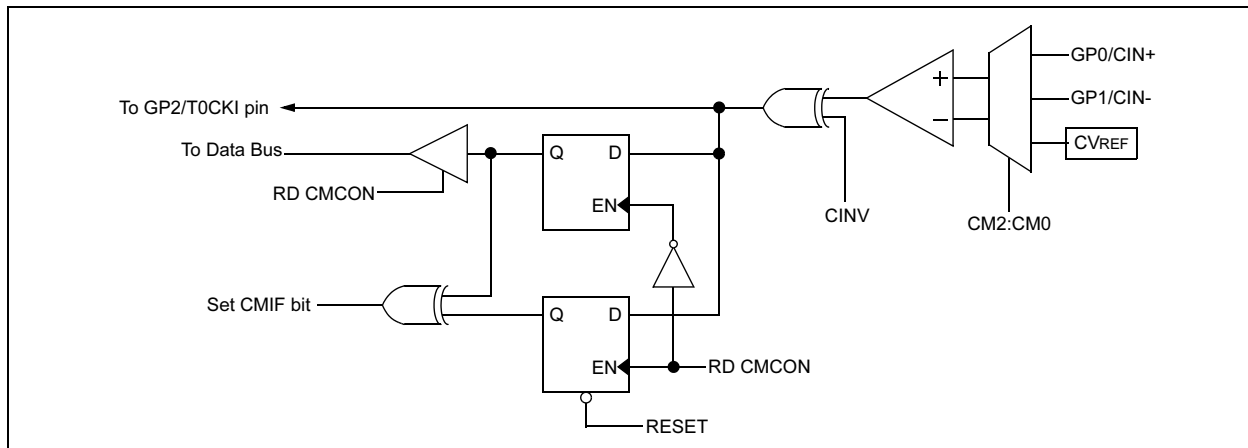 GP0/CIN+
To GP2/T0CKI pin
GP1/CIN-
To Data Bus
Q D
CVREF
RD CMCON
EN
CINV
CM2:CM0
Set CMIF bit
Q D
EN
RD CMCON
RESET
+
−